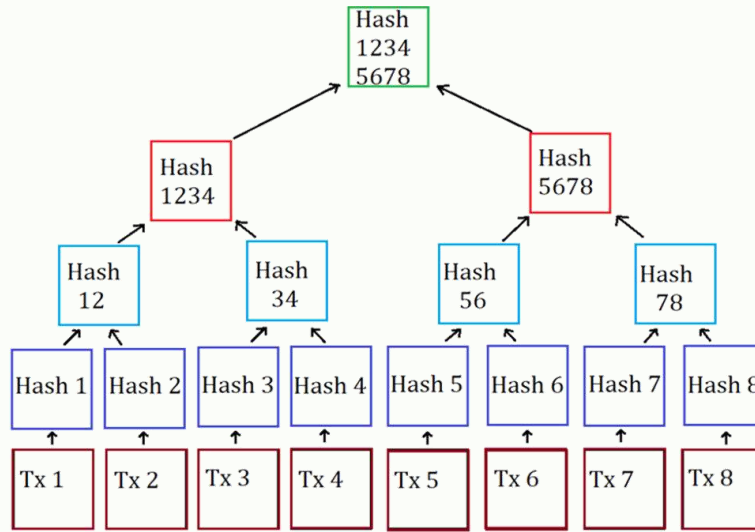 Hash
1234
5678
Hash
1234
Hash
5678
Hash
12
Hash
34
Hash
56
Hash
78
Hash 1
Hash 2
Hash 3
Hash 4
Hash 5
Hash 6
Hash 7
Hash 8
Tx 1
Tx 2
Tx 3
Tx 4
Tx 5
Tx 6
Tx 7
Tx 8